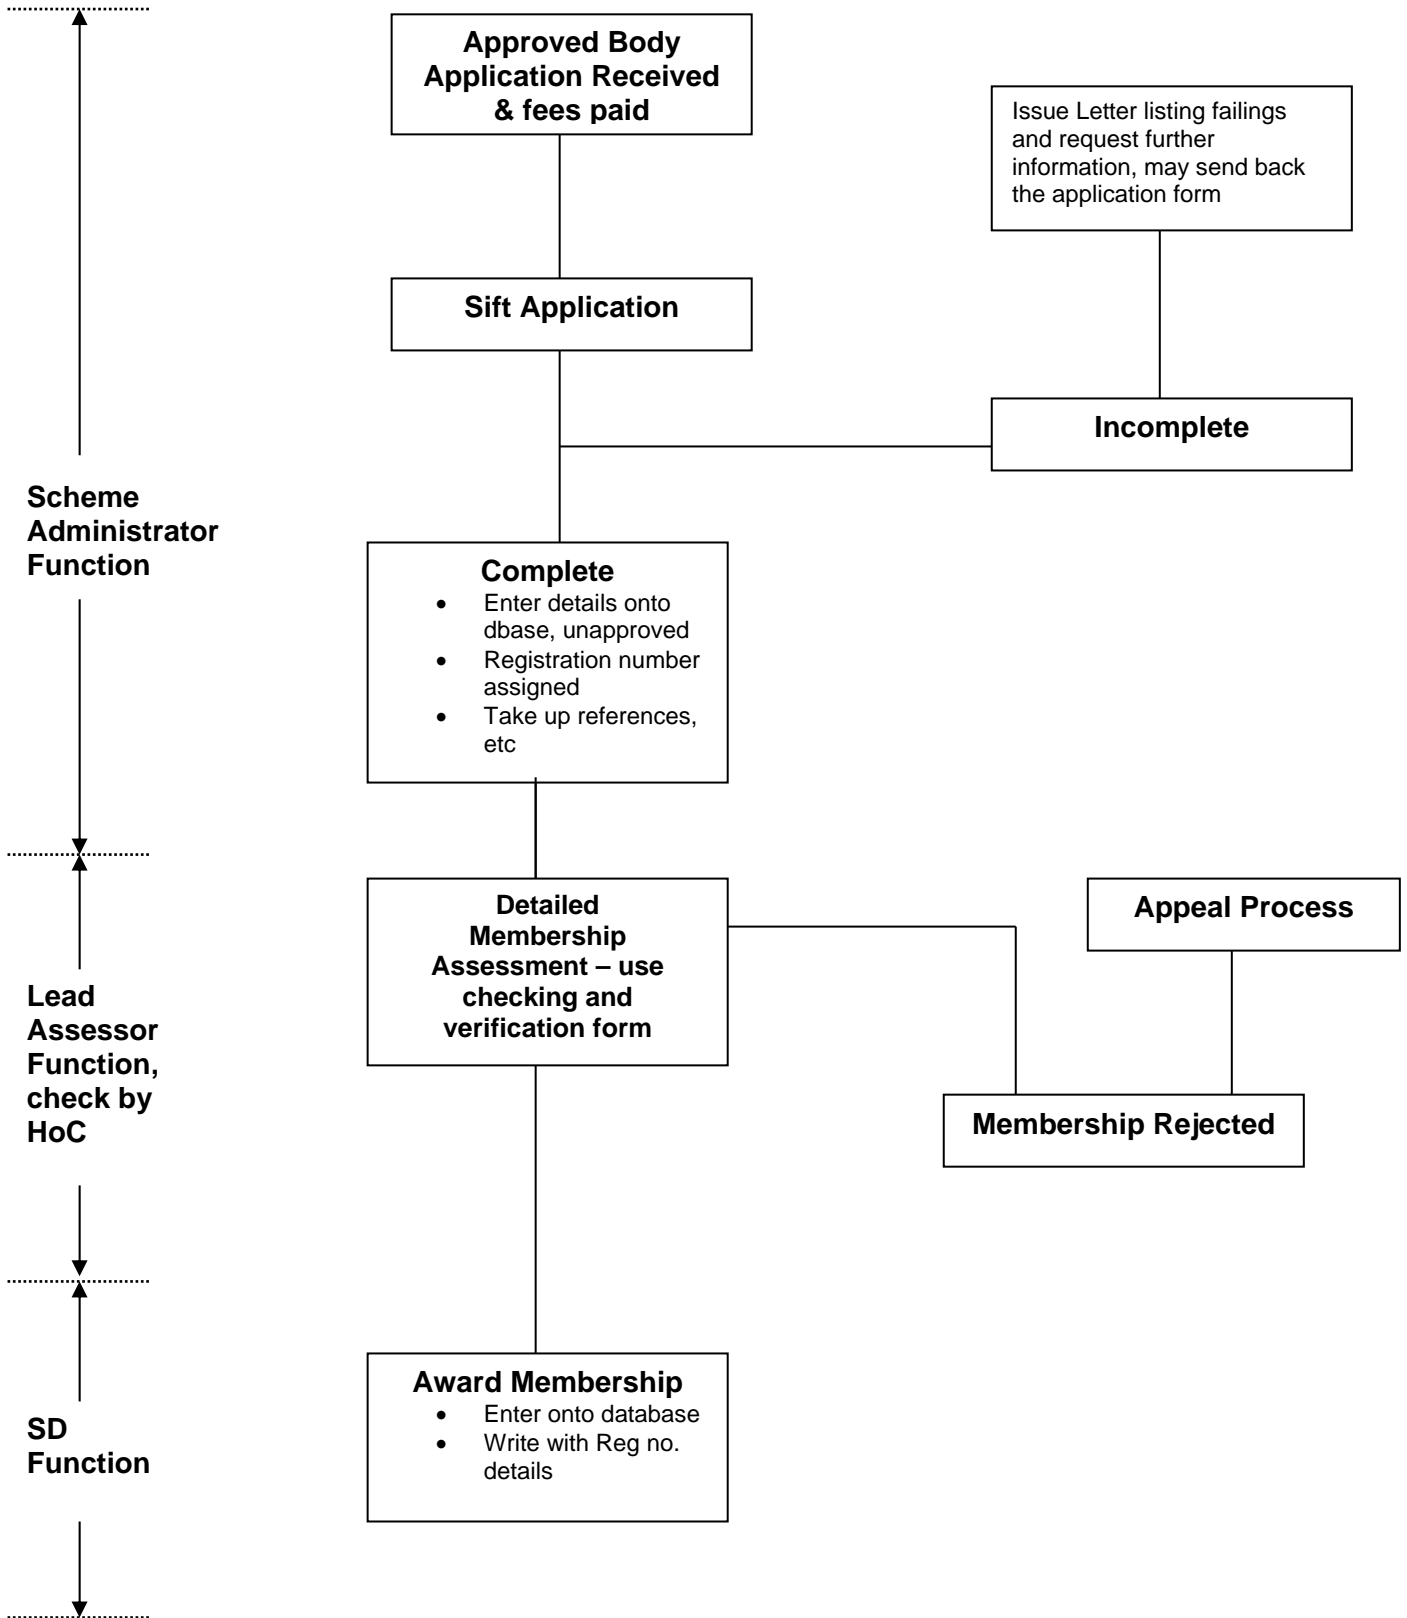 Approved Body
Application Received
& fees paid
Issue Letter listing failings
and request further
information, may send back
the application form
Sift Application
Incomplete
Scheme
Administrator
Function
Complete
• Enter details onto
dbase, unapproved
• Registration number
assigned
• Take up references,
etc
Detailed
Membership
Assessment – use
checking and
verification form
Appeal Process
Lead
Assessor
Function,
check by
HoC
Membership Rejected
Award Membership
• Enter onto database
• Write with Reg no.
details
SD
Function